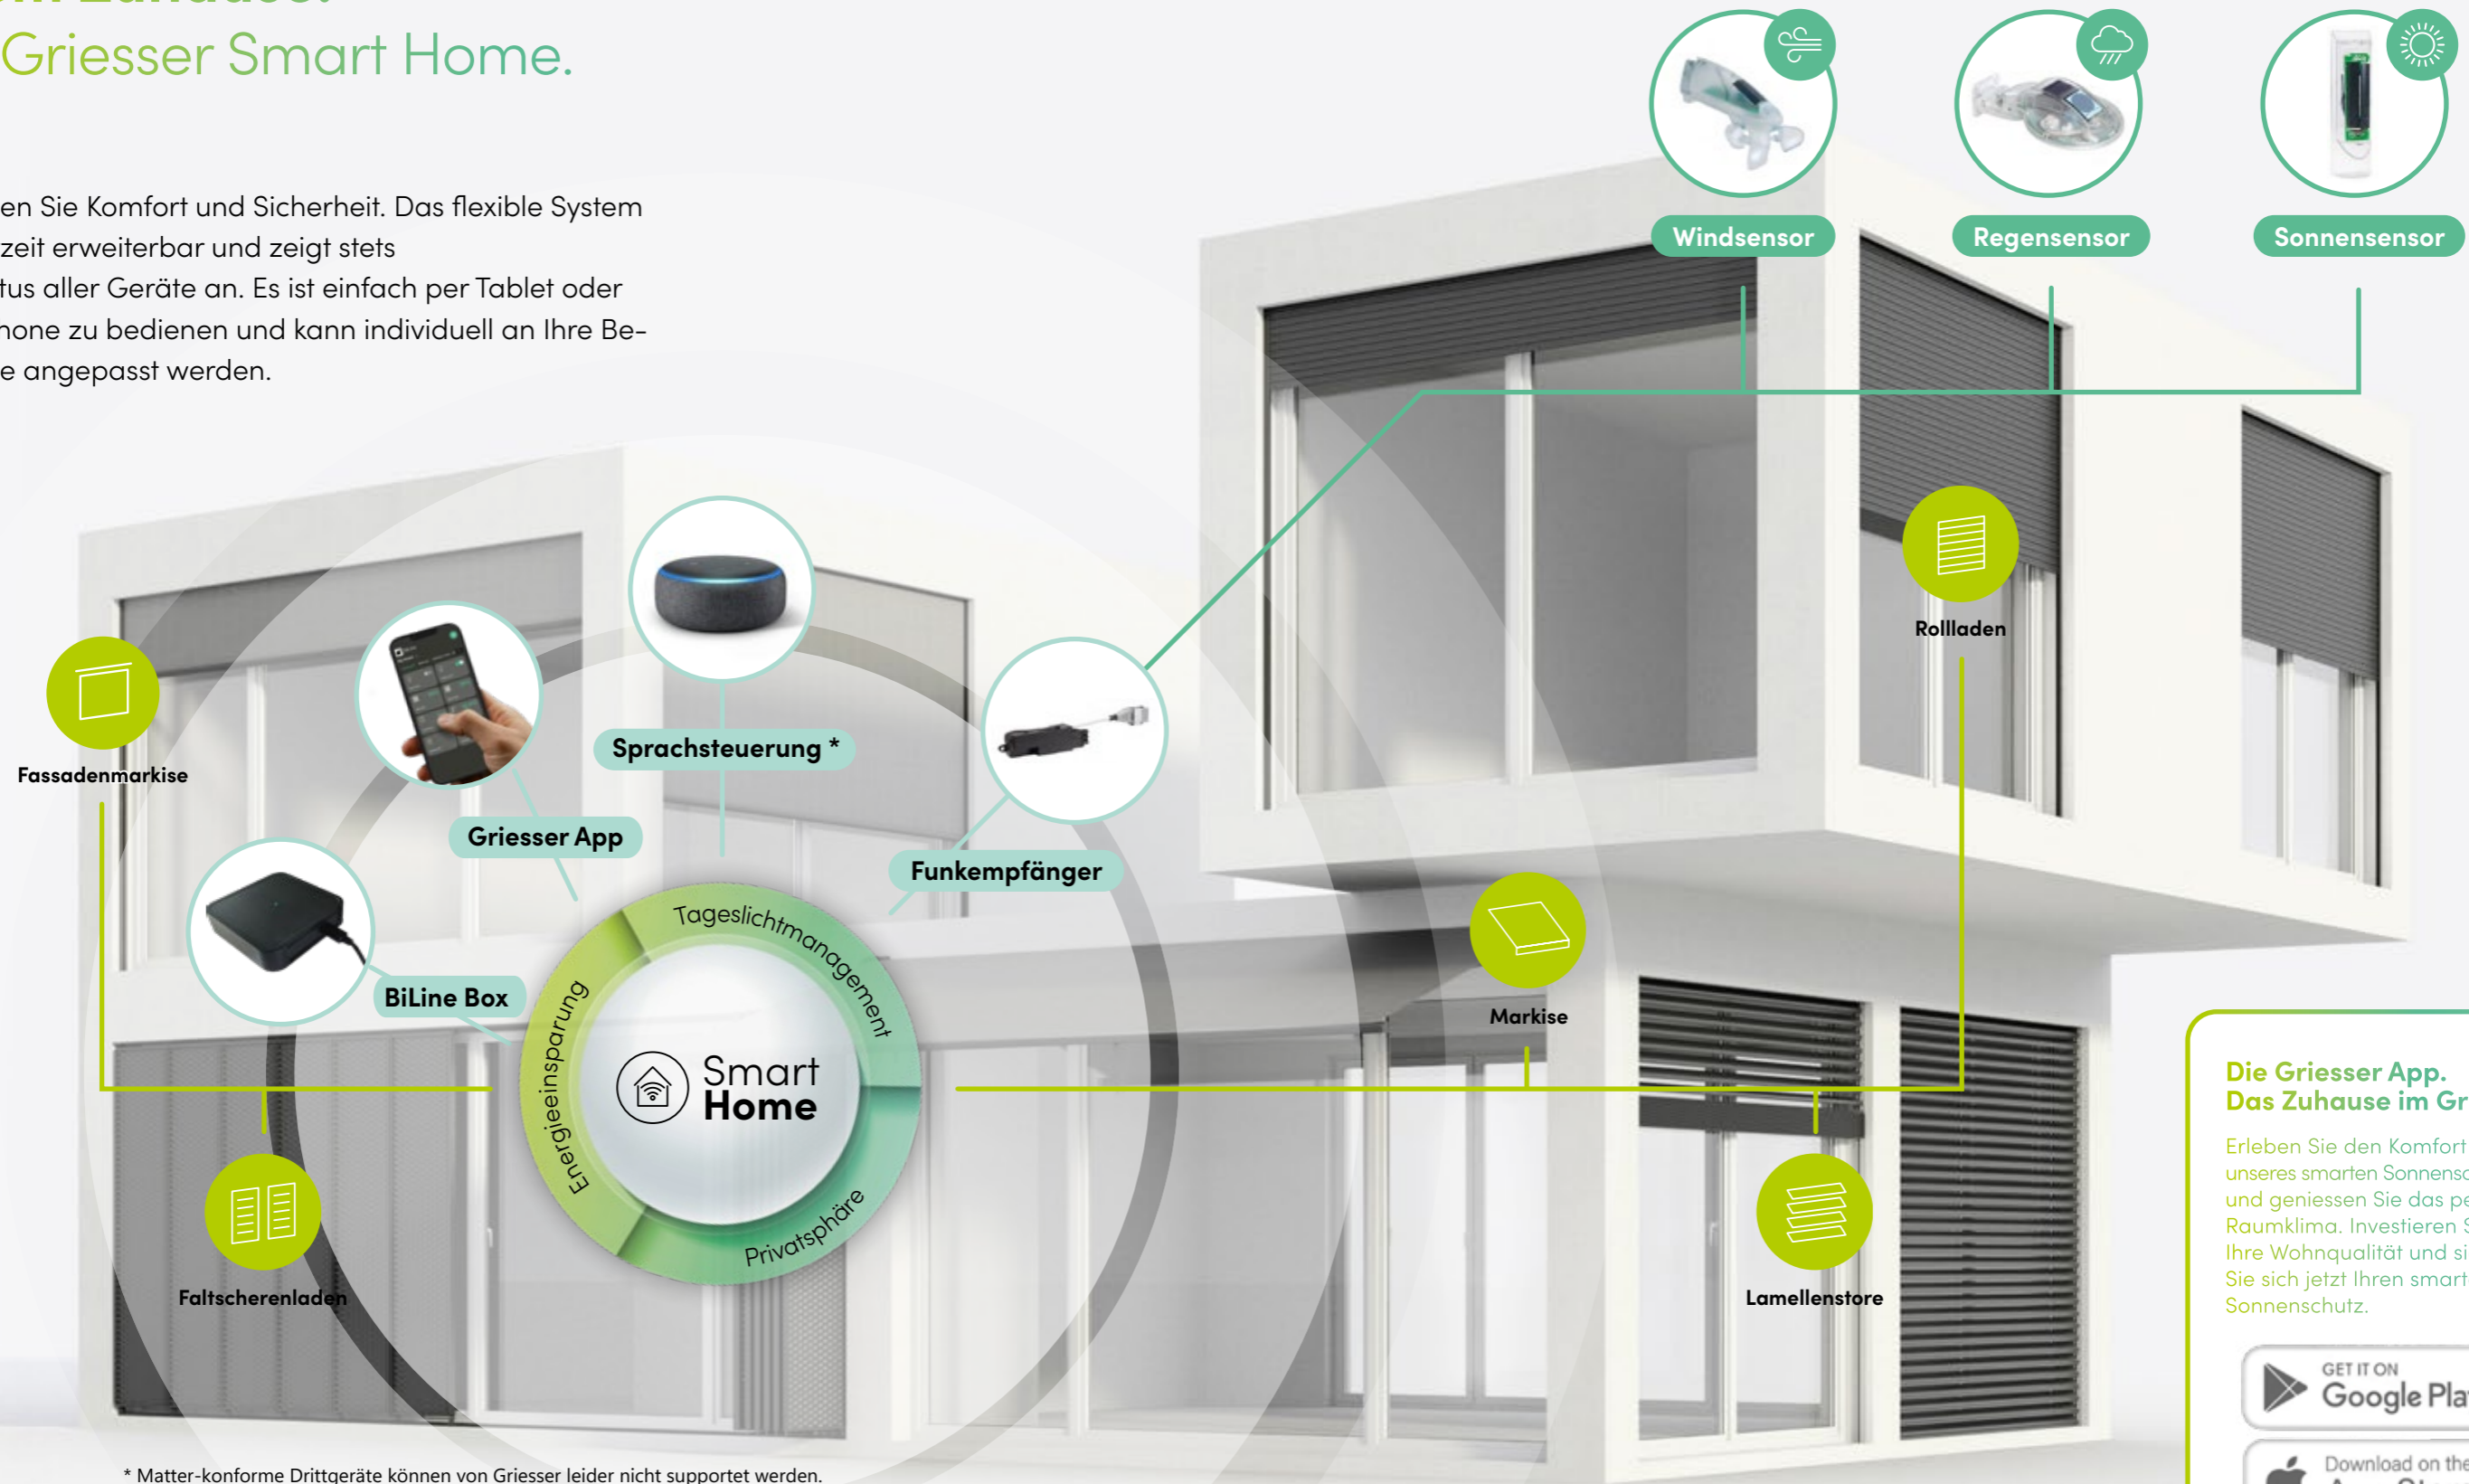 Zuhause.
Griesser Smart Home.
en Sie Komfort und Sicherheit. Das flexible System
zeit erweiterbar und zeigt stets
tus aller Geräte an. Es ist einfach per Tablet oder
hone zu bedienen und kann individuell an Ihre Be-
e angepasst werden.
Windsensor
Regensensor
Sonnensensor
Rollladen
Fassadenmarkise
Sprachsteuerung *
Griesser App
Funkempfänger
BiLine Box
Tageslichtmanagement
Energieeinsparung
Privatsphäre
Smart
Home
Markise
Faltscherenladen
Lamellenstore
Die Griesser App.
Das Zuhause im Gr
Erleben Sie den Komfort
unseres smarten Sonnensc
und geniessen Sie das pe
Raumklima. Investieren S
Ihre Wohnqualität und si
Sie sich jetzt Ihren smart
Sonnenschutz.
GET IT ON
Google Pla
Download on the
* Matter-konforme Drittgeräte können von Griesser leider nicht supportet werden.